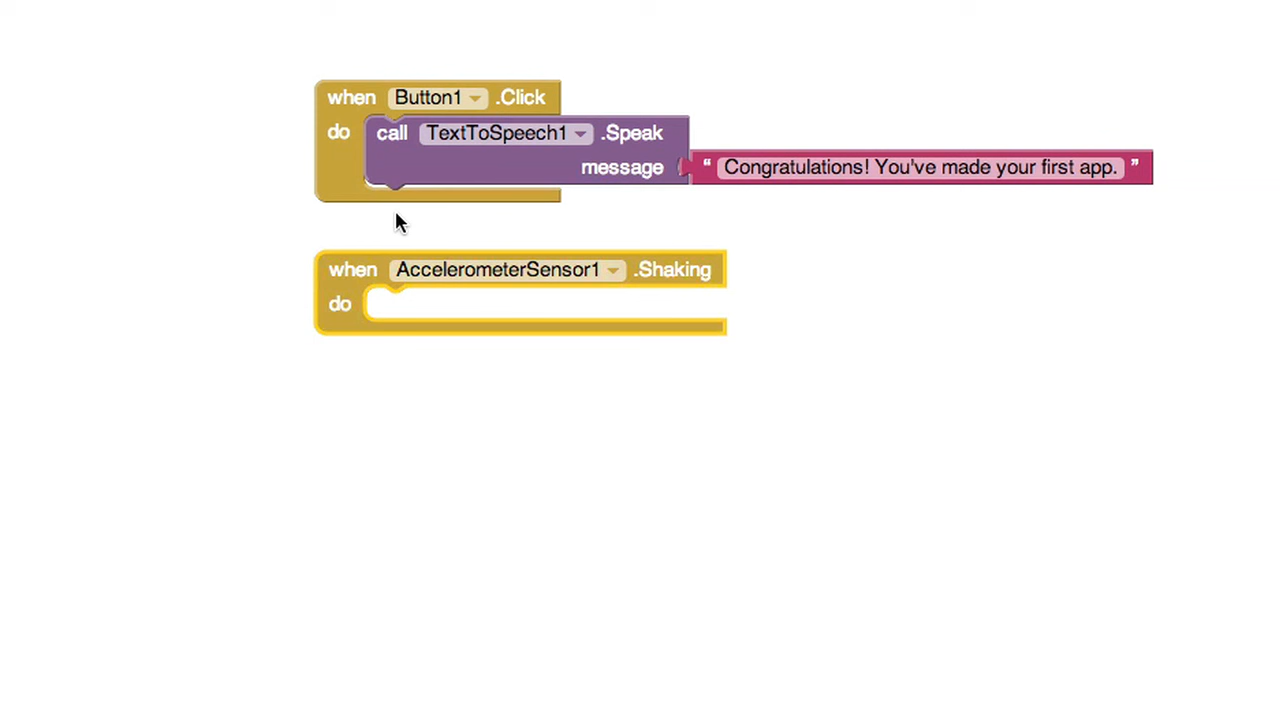 when Button1 .Click
do call TextToSpeech1 .Speak
message “ Congratulations! You've made your first app. ”
when AccelerometerSensor1 .Shaking
do